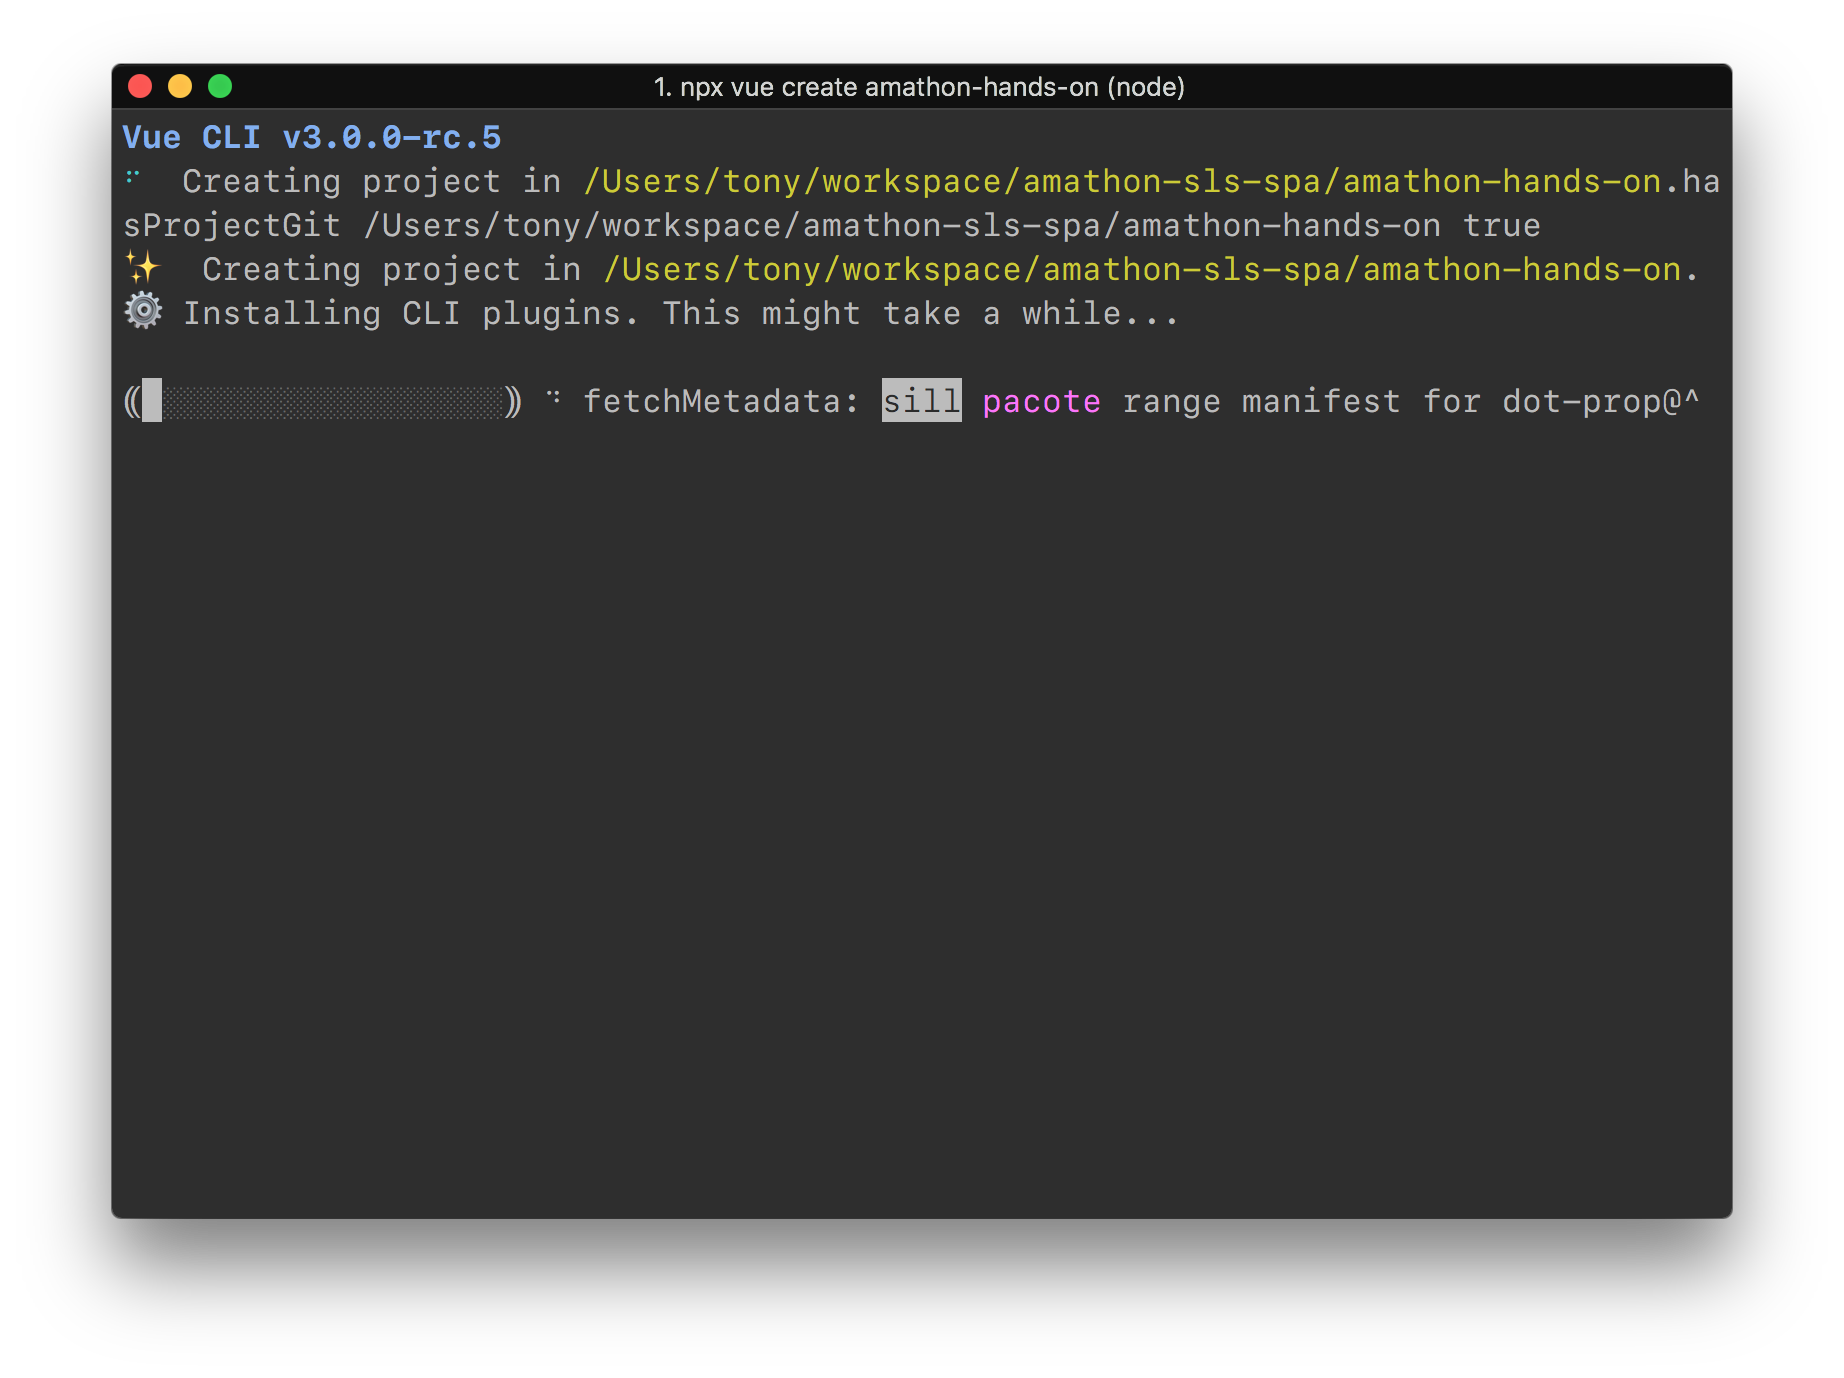 1. npx vue create amathon-hands-on (node)
Vue CLI v3.0.0-rc.5
⠋  Creating project in /Users/tony/workspace/amathon-sls-spa/amathon-hands-on.ha
sProjectGit /Users/tony/workspace/amathon-sls-spa/amathon-hands-on true
✨  Creating project in /Users/tony/workspace/amathon-sls-spa/amathon-hands-on.
⚙ Installing CLI plugins. This might take a while...
(█░░░░░░░░░░░░░░░░░) ⠙ fetchMetadata: sill pacote range manifest for dot-prop@^